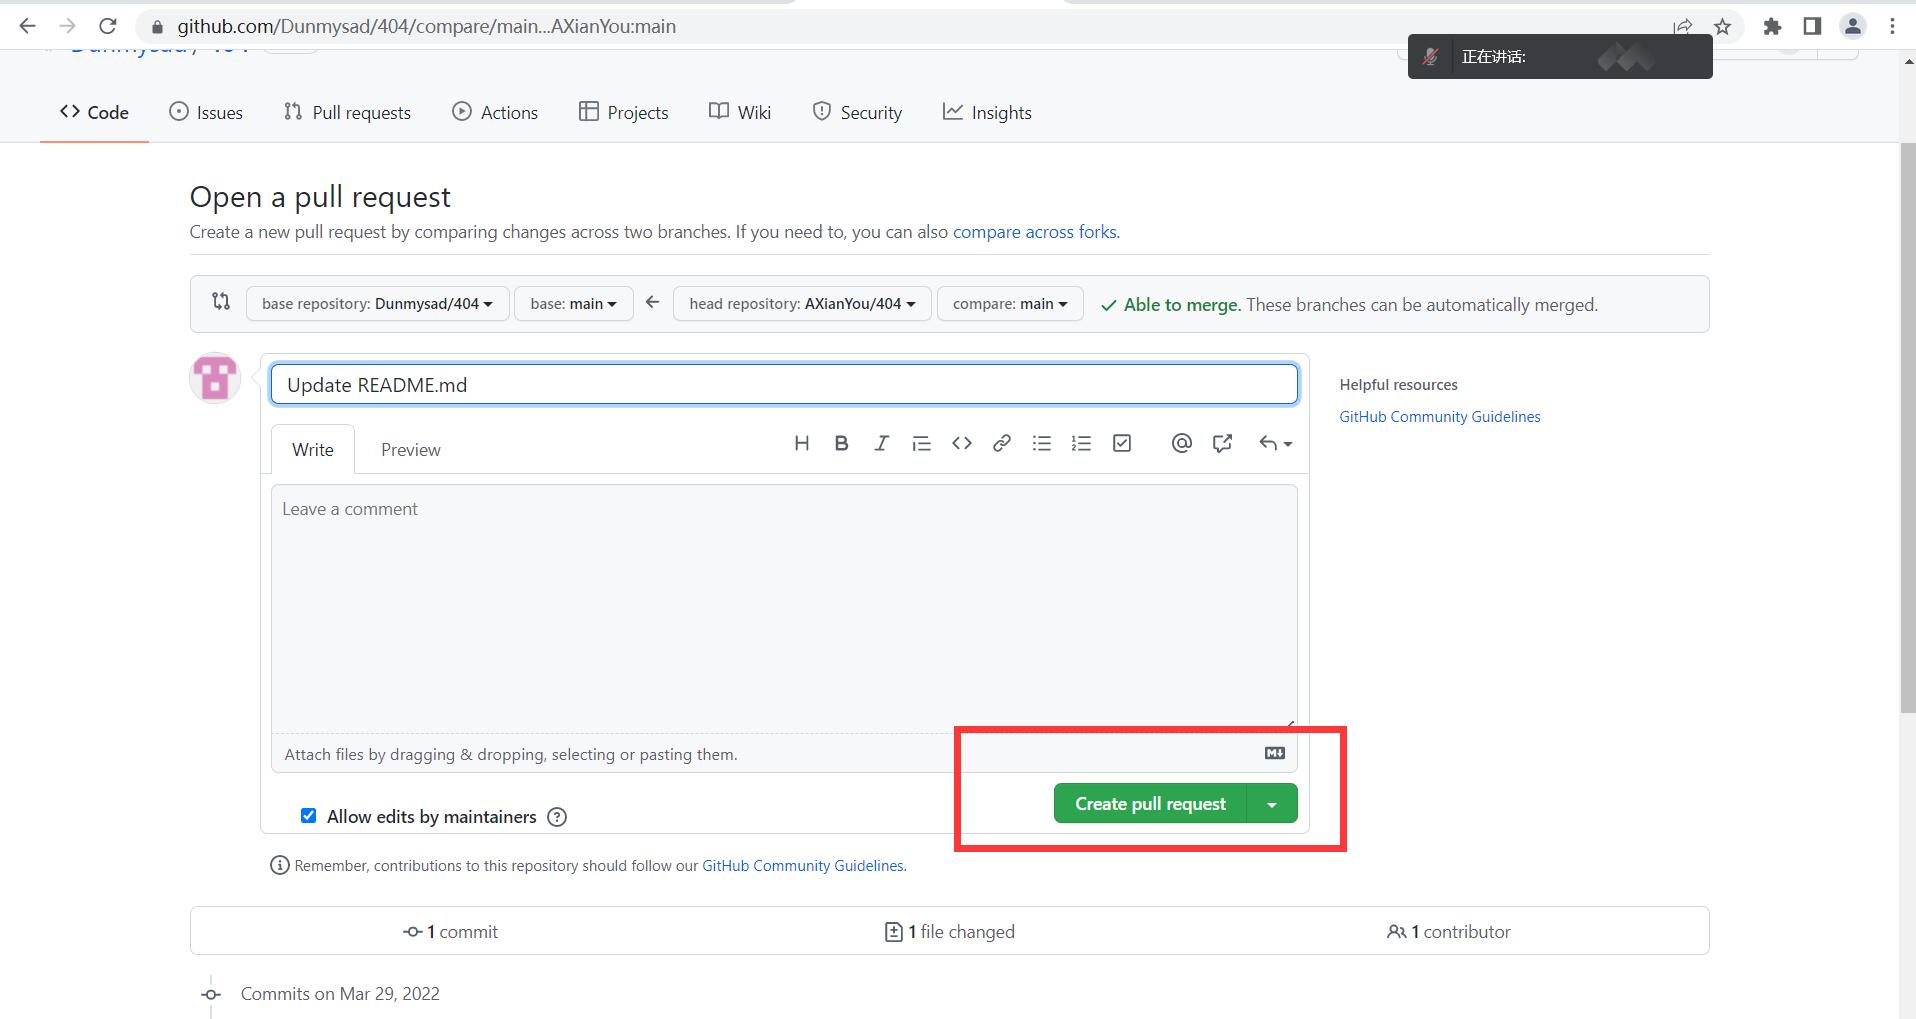 github.com/Dunmysad/404/compare/main...AXianYou:main
Dunmysad / 404
正在讲话:
Code Issues Pull requests Actions Projects Wiki Security Insights
Open a pull request
Create a new pull request by comparing changes across two branches. If you need to, you can also compare across forks.
base repository: Dunmysad/404 base: main head repository: AXianYou/404 compare: main Able to merge. These branches can be automatically merged.
Update README.md
Helpful resources
GitHub Community Guidelines
Write Preview
Leave a comment
Attach files by dragging & dropping, selecting or pasting them.
Create pull request
Allow edits by maintainers
Remember, contributions to this repository should follow our GitHub Community Guidelines.
1 commit 1 file changed 1 contributor
Commits on Mar 29, 2022